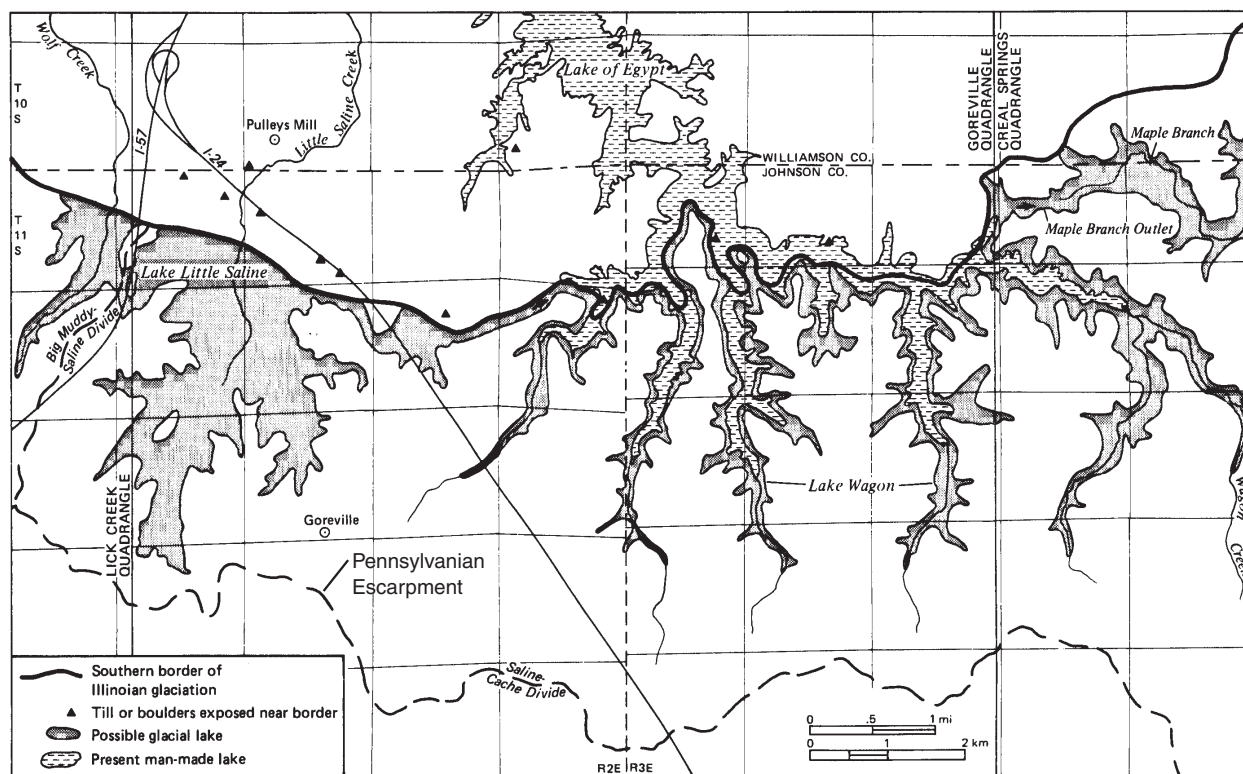 Wolf Creek
I-57
I-24
Little Saline Creek
Pulleys Mill
Lake of Egypt
T
10
S
T
11
S
WILLIAMSON CO.
JOHNSON CO.
GOREVILLE
QUADRANGLE
CREAL SPRINGS
QUADRANGLE
Maple Branch
Maple Branch Outlet
Lake Little Saline
Big Muddy-
Saline Divide
Lake Wagon
Wagon Creek
LICK CREEK
QUADRANGLE
Goreville
Pennsylvanian
Escarpment
Saline-
Cache Divide
Southern border of
Illinoian glaciation
Till or boulders exposed near border
Possible glacial lake
Present man-made lake
0 .5 1 mi
0 1 2 km
R2E R3E